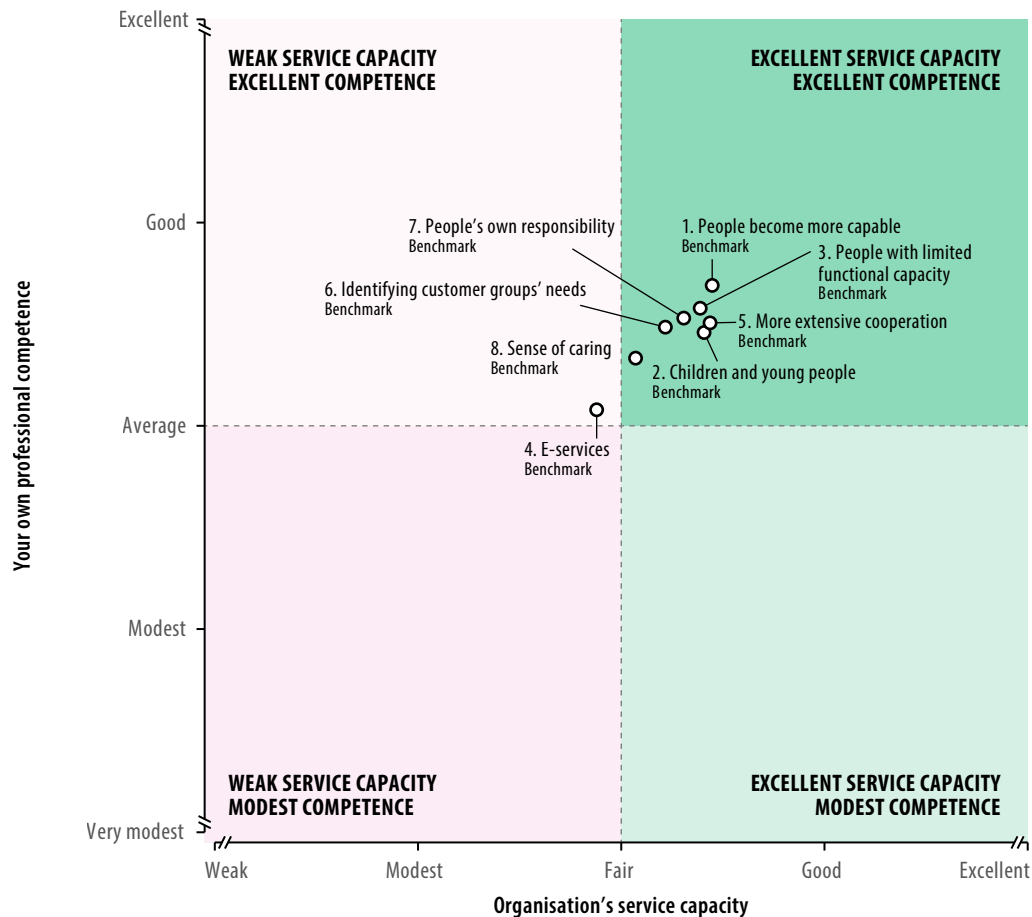 Excellent
WEAK SERVICE CAPACITY
EXCELLENT COMPETENCE
EXCELLENT SERVICE CAPACITY
EXCELLENT COMPETENCE
Good
7. People’s own responsibility
Benchmark
1. People become more capable
Benchmark
3. People with limited
functional capacity
Benchmark
6. Identifying customer groups’ needs
Benchmark
5. More extensive cooperation
Benchmark
8. Sense of caring
Benchmark
2. Children and young people
Benchmark
Average
4. E-services
Benchmark
Your own professional competence
Modest
WEAK SERVICE CAPACITY
MODEST COMPETENCE
EXCELLENT SERVICE CAPACITY
MODEST COMPETENCE
Very modest
Weak
Modest
Fair
Good
Excellent
Organisation’s service capacity